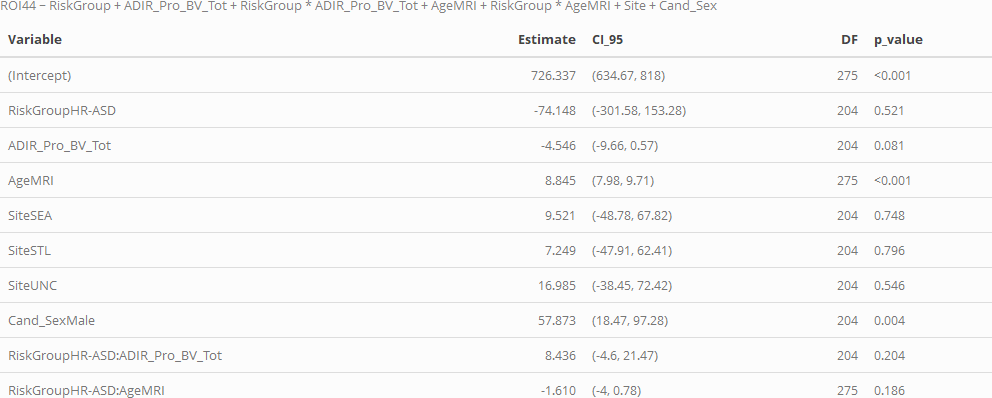 ROI44 ~ RiskGroup + ADIR_Pro_BV_Tot + RiskGroup * ADIR_Pro_BV_Tot + AgeMRI + RiskGroup * AgeMRI + Site + Cand_Sex
Variable Estimate CI_95 DF p_value
(Intercept) 726.337 (634.67, 818) 275 <0.001
RiskGroupHR-ASD -74.148 (-301.58, 153.28) 204 0.521
ADIR_Pro_BV_Tot -4.546 (-9.66, 0.57) 204 0.081
AgeMRI 8.845 (7.98, 9.71) 275 <0.001
SiteSEA 9.521 (-48.78, 67.82) 204 0.748
SiteSTL 7.249 (-47.91, 62.41) 204 0.796
SiteUNC 16.985 (-38.45, 72.42) 204 0.546
Cand_SexMale 57.873 (18.47, 97.28) 204 0.004
RiskGroupHR-ASD:ADIR_Pro_BV_Tot 8.436 (-4.6, 21.47) 204 0.204
RiskGroupHR-ASD:AgeMRI -1.610 (-4, 0.78) 275 0.186